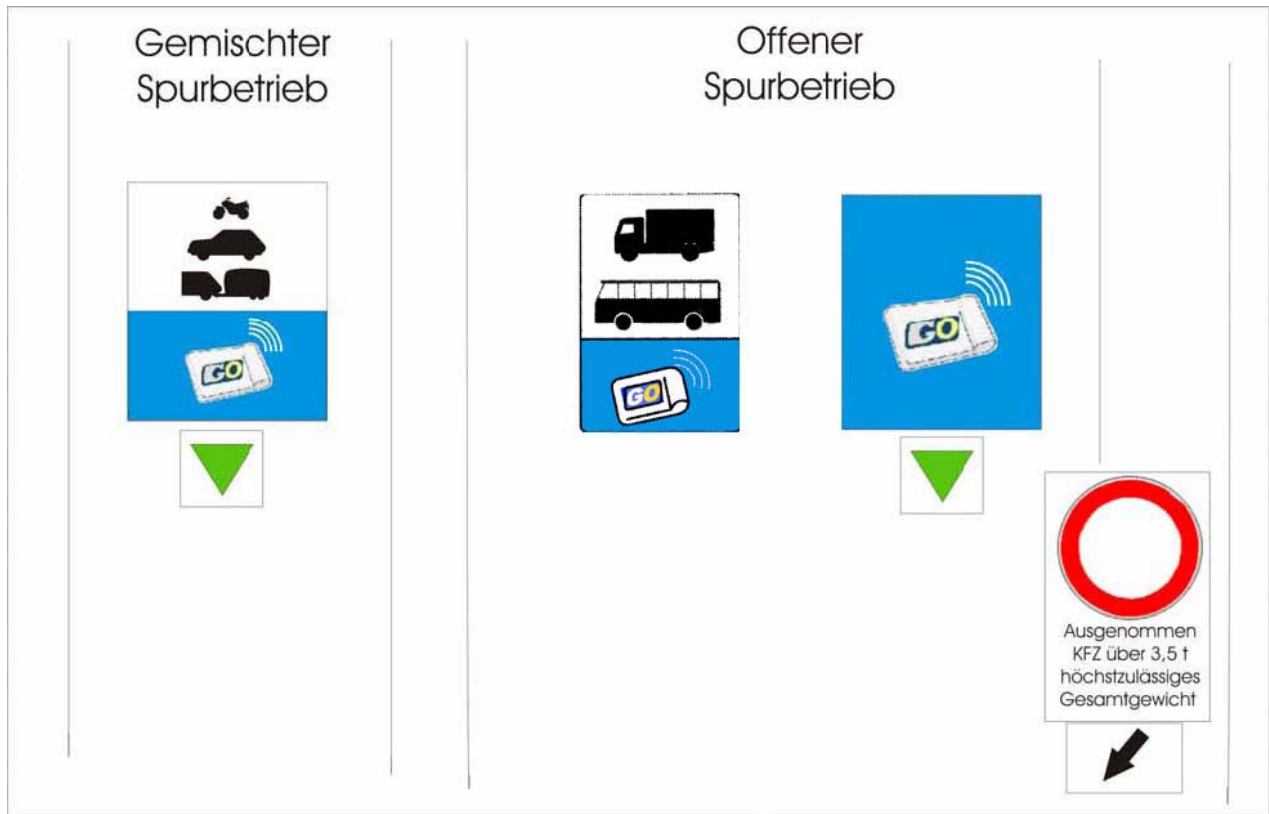 Gemischter
Spurbetrieb
Offener
Spurbetrieb
GO
GO
GO
Ausgenommen
KFZ über 3,5 t
höchstzulässiges
Gesamtgewicht